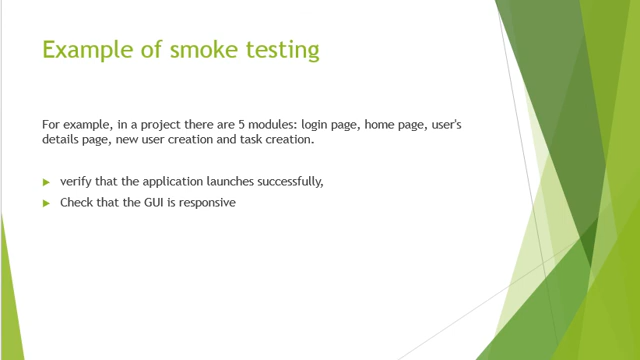 Example of smoke testing
For example, in a project there are 5 modules: login page, home page, user's
details page, new user creation and task creation.
verify that the application launches successfully,
Check that the GUI is responsive